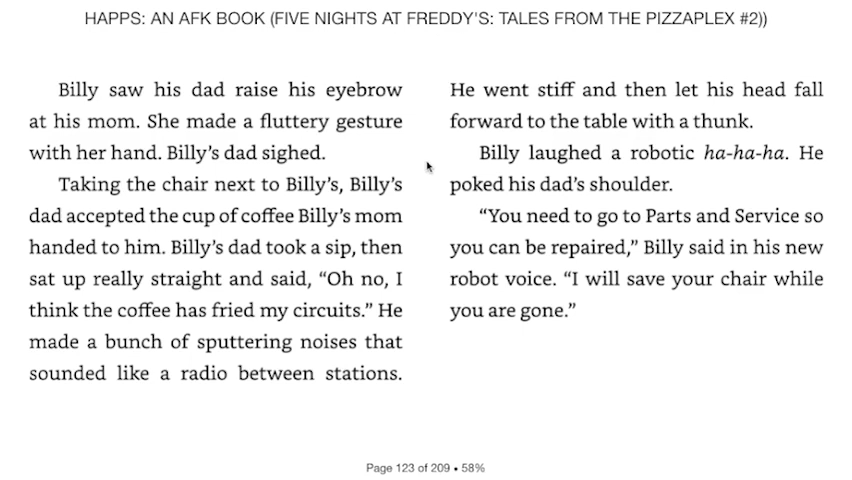 HAPPS: AN AFK BOOK (FIVE NIGHTS AT FREDDY'S: TALES FROM THE PIZZAPLEX #2))
Billy saw his dad raise his eyebrow
at his mom. She made a fluttery gesture
with her hand. Billy’s dad sighed.
Taking the chair next to Billy’s, Billy’s
dad accepted the cup of coffee Billy’s mom
handed to him. Billy’s dad took a sip, then
sat up really straight and said, “Oh no, I
think the coffee has fried my circuits.” He
made a bunch of sputtering noises that
sounded like a radio between stations.
He went stiff and then let his head fall
forward to the table with a thunk.
Billy laughed a robotic ha-ha-ha. He
poked his dad’s shoulder.
“You need to go to Parts and Service so
you can be repaired,” Billy said in his new
robot voice. “I will save your chair while
you are gone.”
Page 123 of 209 • 58%